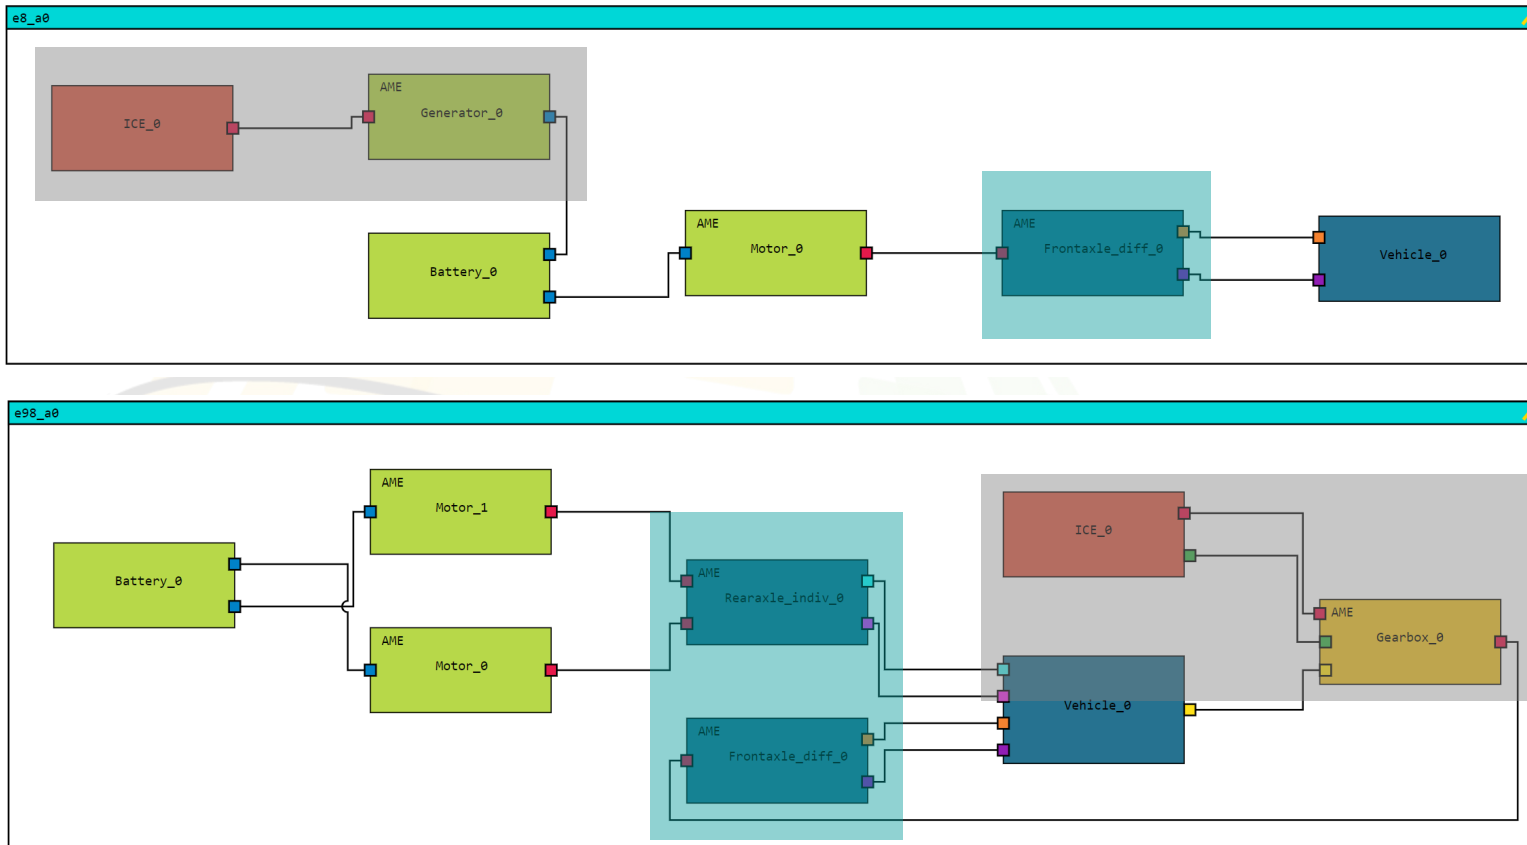 e8_a0
ICE_0
AME
Generator_0
Battery_0
AME
Motor_0
AME
Frontaxle_diff_0
Vehicle_0
e98_a0
Battery_0
AME
Motor_1
AME
Motor_0
AME
Rearaxle_indiv_0
AME
Frontaxle_diff_0
ICE_0
Vehicle_0
AME
Gearbox_0